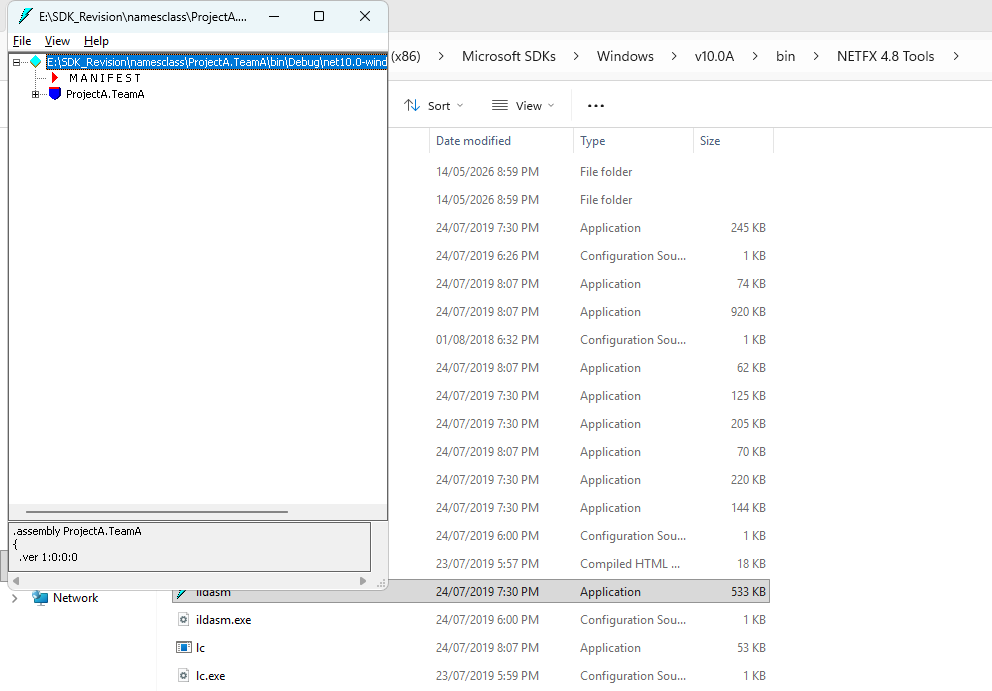 E:\SDK_Revision\namesclass\ProjectA....
File View Help
E:\SDK_Revision\namesclass\ProjectA.TeamA\bin\Debug\net10.0-wind
MANIFEST
ProjectA.TeamA
.assembly ProjectA.TeamA
{
.ver 1:0:0:0
(x86) > Microsoft SDKs > Windows > v10.0A > bin > NETFX 4.8 Tools >
Sort View ...
Date modified Type Size
14/05/2026 8:59 PM File folder
14/05/2026 8:59 PM File folder
24/07/2019 7:30 PM Application 245 KB
24/07/2019 6:26 PM Configuration Sou... 1 KB
24/07/2019 8:07 PM Application 74 KB
24/07/2019 8:07 PM Application 920 KB
01/08/2018 6:32 PM Configuration Sou... 1 KB
24/07/2019 8:07 PM Application 62 KB
24/07/2019 7:30 PM Application 125 KB
24/07/2019 7:30 PM Application 205 KB
24/07/2019 8:07 PM Application 70 KB
24/07/2019 7:30 PM Application 220 KB
24/07/2019 7:30 PM Application 144 KB
24/07/2019 6:00 PM Configuration Sou... 1 KB
23/07/2019 5:57 PM Compiled HTML ... 18 KB
Network
ildasm 24/07/2019 7:30 PM Application 533 KB
ildasm.exe 24/07/2019 6:00 PM Configuration Sou... 1 KB
lc 24/07/2019 8:07 PM Application 53 KB
lc.exe 23/07/2019 5:59 PM Configuration Sou... 1 KB